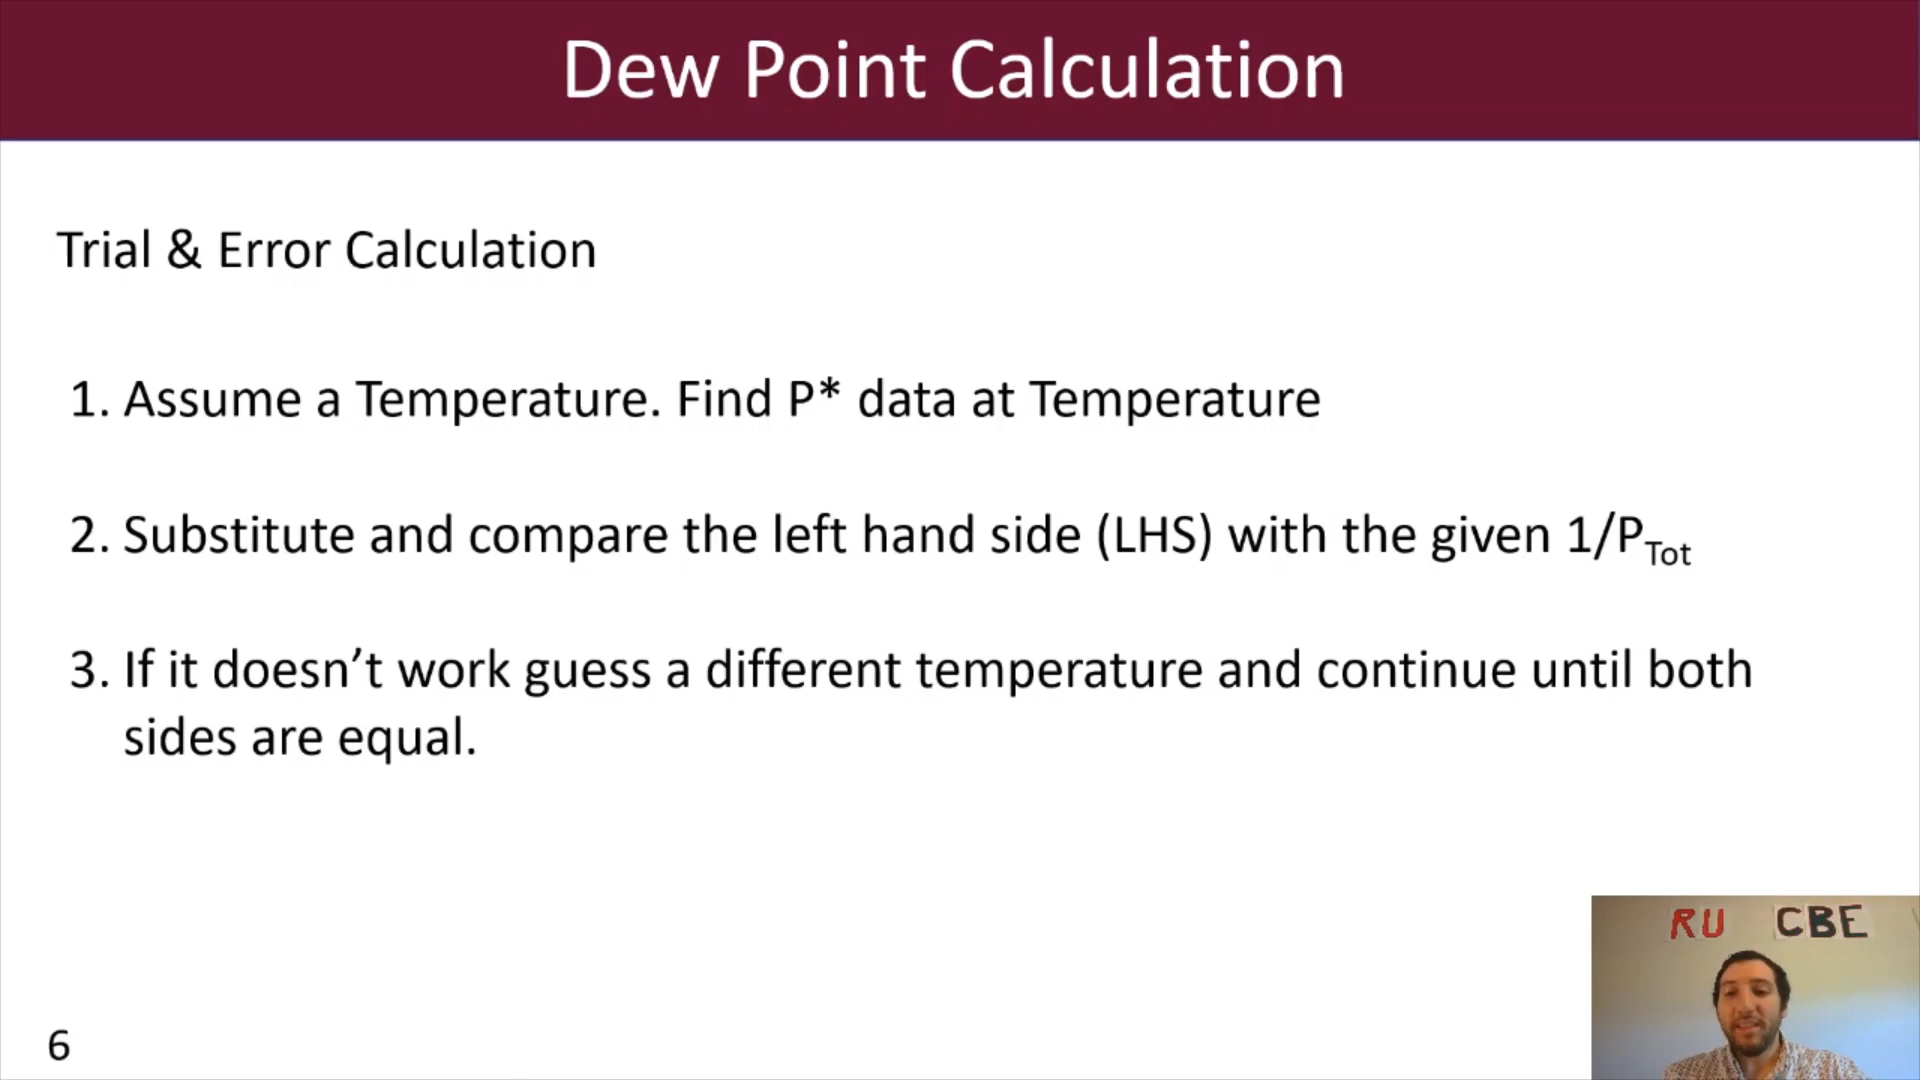 Dew Point Calculation
Trial & Error Calculation
1. Assume a Temperature. Find P* data at Temperature
2. Substitute and compare the left hand side (LHS) with the given 1/P_Tot
3. If it doesn’t work guess a different temperature and continue until both
sides are equal.
RU CBE
6